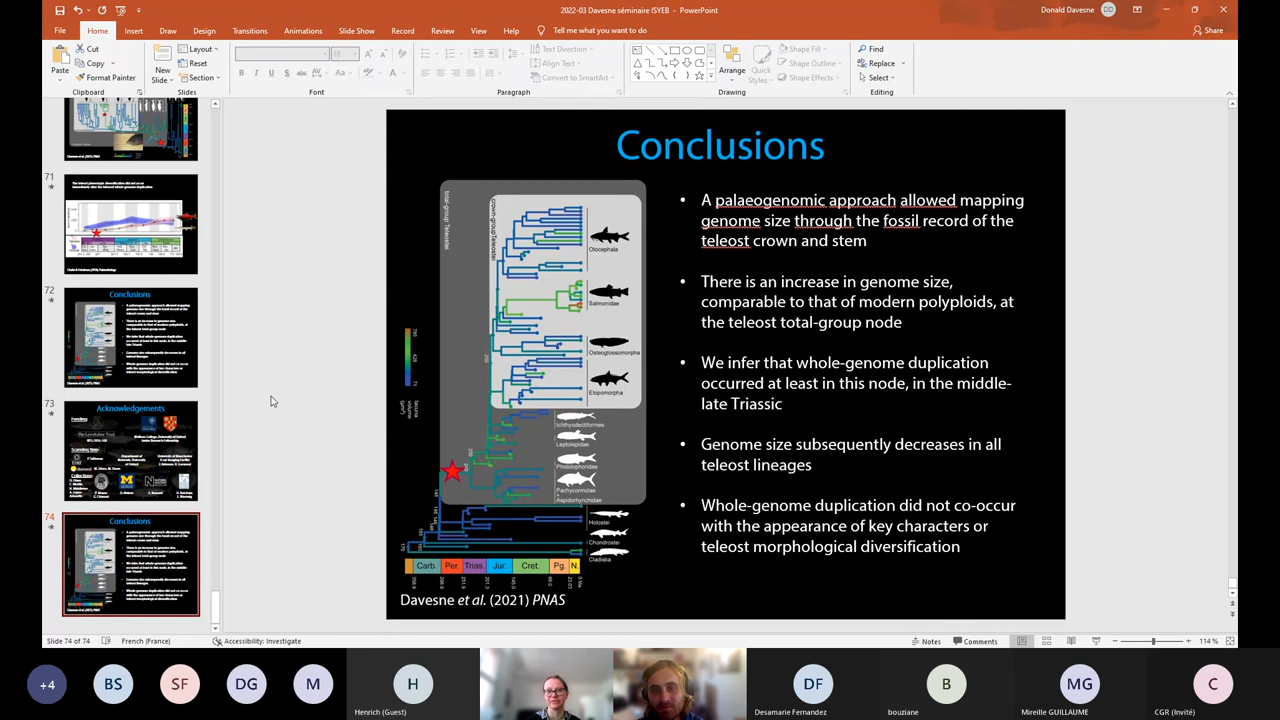 2022-03 Davesne séminaire ISYEB - PowerPoint
Donald Davesne
DD
File
Home
Insert
Draw
Design
Transitions
Animations
Slide Show
Record
Review
View
Help
Tell me what you want to do
Share
Paste
Cut
Copy
Format Painter
Clipboard
New
Slide
Layout
Reset
Section
Slides
18
Font
Text Direction
Align Text
Convert to SmartArt
Paragraph
Arrange
Quick
Styles
Shape Fill
Shape Outline
Shape Effects
Drawing
Find
Replace
Select
Editing
71
72
Conclusions
73
Acknowledgements
74
Conclusions
Conclusions
total-group Teleostei
crown-group Teleostei
Otocephala
Salmonidae
Osteoglossomorpha
Elopomorpha
Ichthyodectiformes
Leptolepidae
Pholidophoridae
Pachycormidae
+
Aspidorhynchidae
Holostei
Chondrostei
Cladistia
Carb.
Per.
Trias.
Jur.
Cret.
Pg.
N
Davesne et al. (2021) PNAS
• A palaeogenomic approach allowed mapping
genome size through the fossil record of the
teleost crown and stem
• There is an increase in genome size,
comparable to that of modern polyploids, at
the teleost total-group node
• We infer that whole-genome duplication
occurred at least in this node, in the middle-
late Triassic
• Genome size subsequently decreases in all
teleost lineages
• Whole-genome duplication did not co-occur
with the appearance of key characters or
teleost morphological diversification
Slide 74 of 74
French (France)
Accessibility: Investigate
Notes
Comments
114 %
+4
BS
SF
DG
M
H
Henrich (Guest)
DF
Desamarie Fernandez
B
bouziane
MG
Mireille GUILLAUME
C
CGR (Invité)